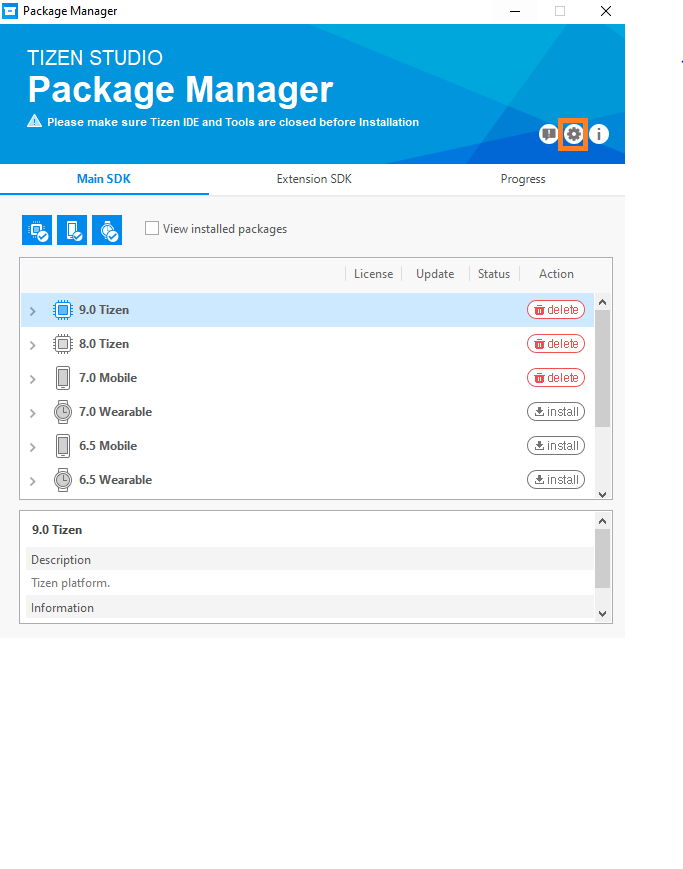 Package Manager
TIZEN STUDIO
Package Manager
Please make sure Tizen IDE and Tools are closed before Installation
Main SDK
Extension SDK
Progress
View installed packages
License Update Status Action
9.0 Tizen delete
8.0 Tizen delete
7.0 Mobile delete
7.0 Wearable install
6.5 Mobile install
6.5 Wearable install
9.0 Tizen
Description
Tizen platform.
Information